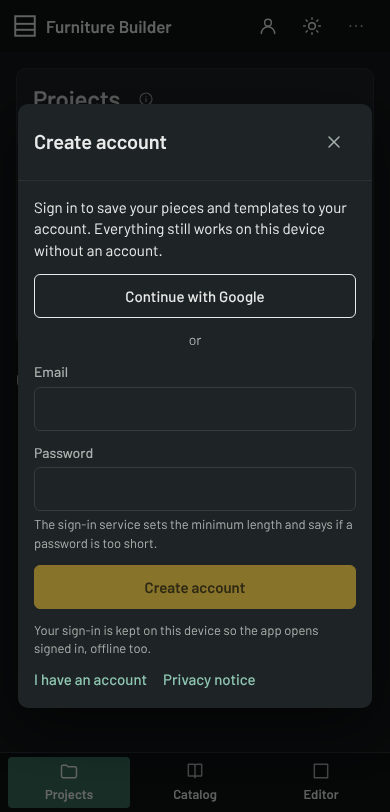 Furniture Builder
Projects
Create account
Sign in to save your pieces and templates to your
account. Everything still works on this device
without an account.
Continue with Google
or
Email
Password
The sign-in service sets the minimum length and says if a
password is too short.
Create account
Your sign-in is kept on this device so the app opens
signed in, offline too.
I have an account Privacy notice
Projects Catalog Editor